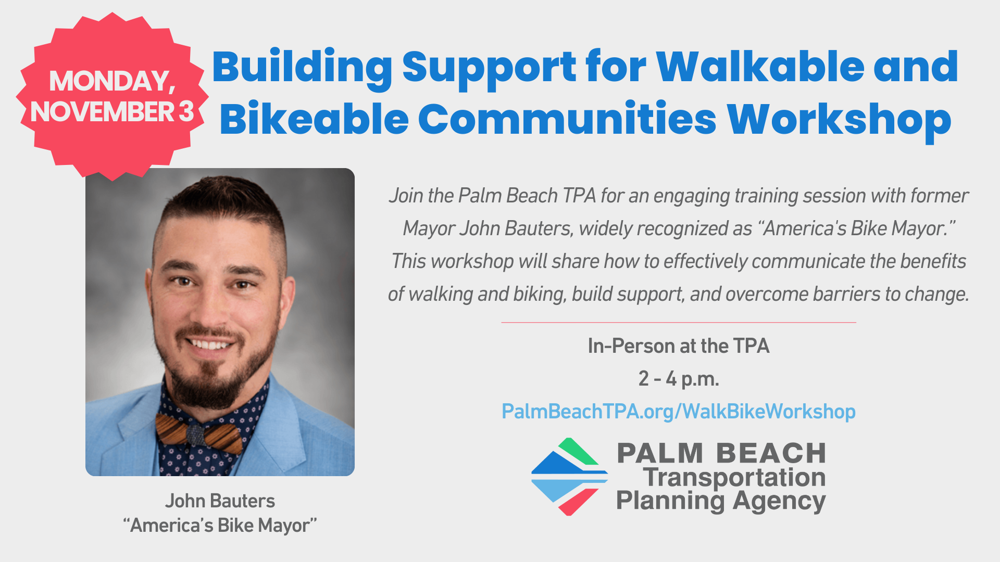 MONDAY,
NOVEMBER 3
Building Support for Walkable and
Bikeable Communities Workshop
Join the Palm Beach TPA for an engaging training session with former
Mayor John Bauters, widely recognized as “America's Bike Mayor.”
This workshop will share how to effectively communicate the benefits
of walking and biking, build support, and overcome barriers to change.
In-Person at the TPA
2 - 4 p.m.
PalmBeachTPA.org/WalkBikeWorkshop
PALM BEACH
Transportation
Planning Agency
John Bauters
“America’s Bike Mayor”